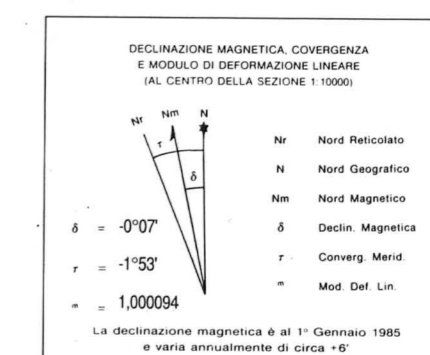 DECLINAZIONE MAGNETICA, COVERGENZA
E MODULO DI DEFORMAZIONE LINEARE
(AL CENTRO DELLA SEZIONE 1:10000)
Nr Nm N
τ
δ
Nr Nord Reticolato
N Nord Geografico
Nm Nord Magnetico
δ Declin. Magnetica
τ Converg. Merid.
m Mod. Def. Lin.
δ = -0°07'
τ = -1°53'
m = 1,000094
La declinazione magnetica è al 1° Gennaio 1985
e varia annualmente di circa +6'